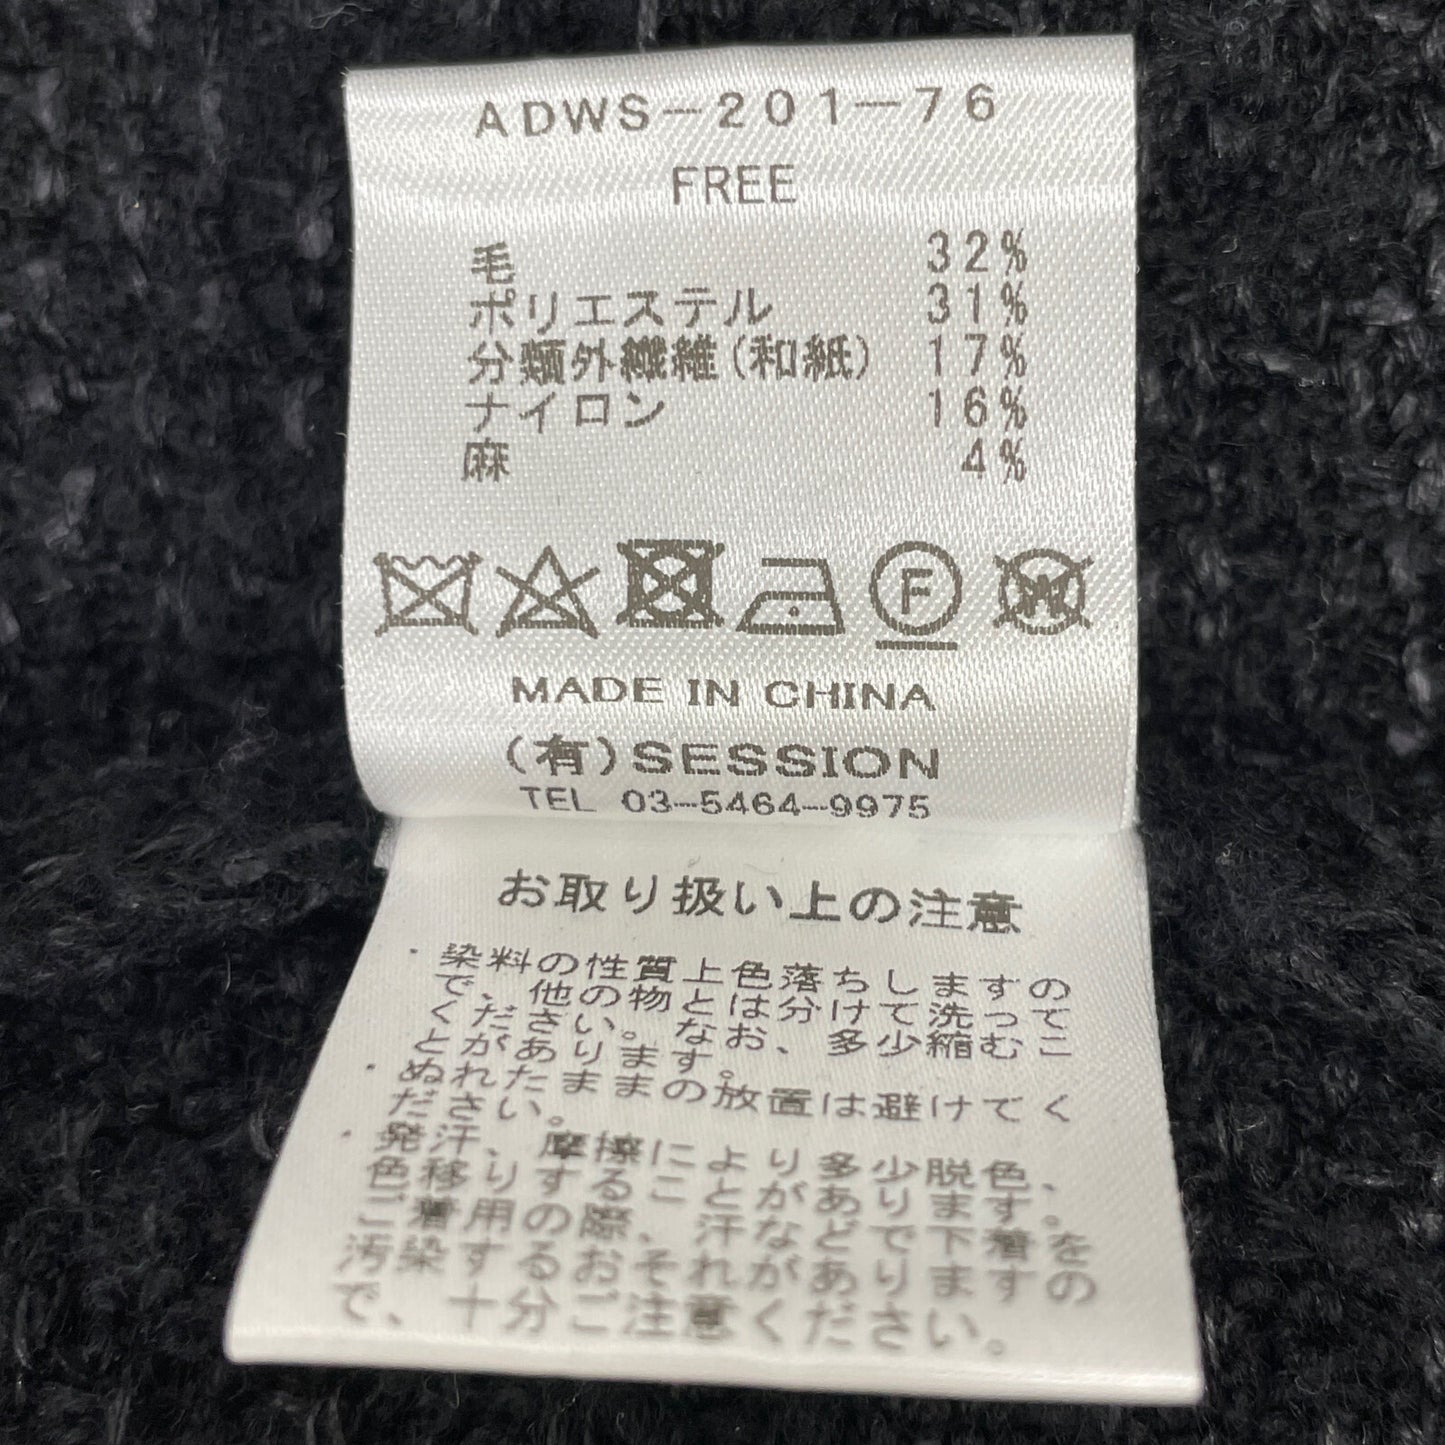 ADWS-201-76
FREE
毛 32%
ポリエステル 31%
分類外繊維(和紙) 17%
ナイロン 16%
麻 4%
F
W
MADE IN CHINA
(有)SESSION
TEL 03-5464-9975
お取り扱い上の注意
・染料の性質上色落ちしますの
で、他の物とは分けて洗って
ください。なお、多少縮むこ
とがあります。
・ぬれたままの放置は避けてく
ださい。
・発汗、摩擦により多少脱色、
色移りすることがあります。
ご着用の際、汗などで下着を
汚染するおそれがありますの
で、十分ご注意ください。